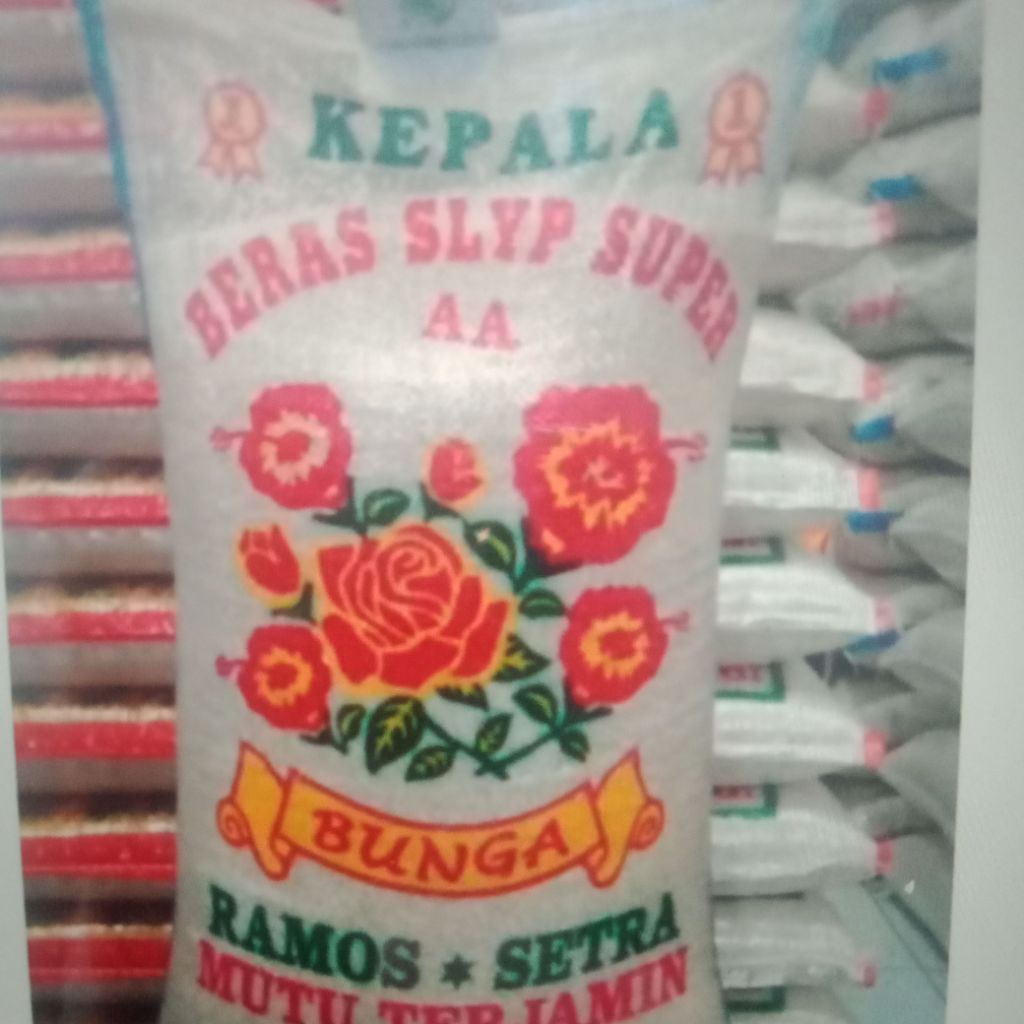 KEPALA
BERAS SLYP SUPER
AA
BUNGA
RAMOS * SETRA
MUTU TERJAMIN